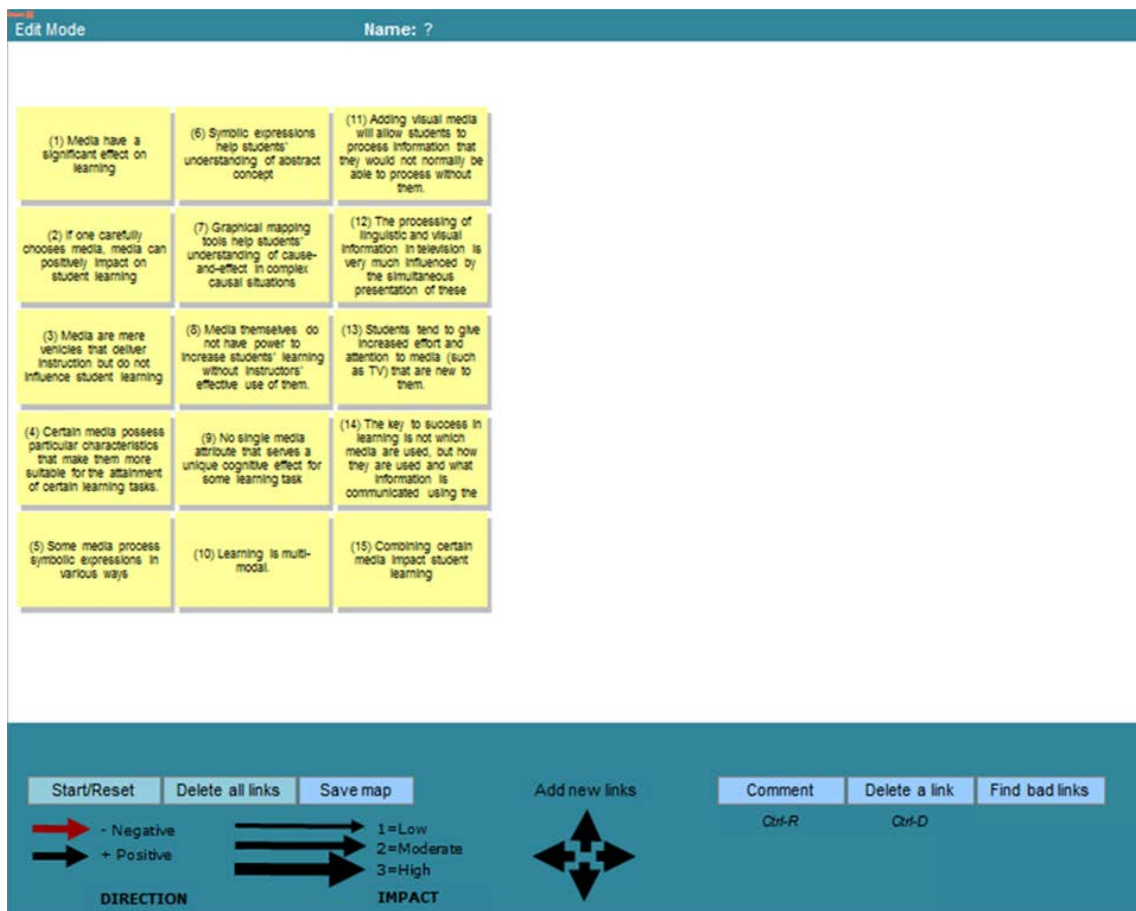 Edit Mode
Name: ?
(1) Media have a
significant effect on
learning
(2) If one carefully
chooses media, media can
positively impact on
student learning
(3) Media are mere
vehicles that deliver
instruction but do not
influence student learning
(4) Certain media possess
particular characteristics
that make them more
suitable for the attainment
of certain learning tasks.
(5) Some media process
symbolic expressions in
various ways
(6) Symblic expressions
help students'
understanding of abstract
concept
(7) Graphical mapping
tools help students'
understanding of cause-
and-effect in complex
causal situations
(8) Media themselves do
not have power to
increase students' learning
without instructors'
effective use of them.
(9) No single media
attribute that serves a
unique cognitive effect for
some learning task
(10) Learning is multi-
modal.
(11) Adding visual media
will allow students to
process information that
they would not normally be
able to process without
them.
(12) The processing of
linguistic and visual
information in television is
very much influenced by
the simultaneous
presentation of these
(13) Students tend to give
increased effort and
attention to media (such
as TV) that are new to
them.
(14) The key to success in
learning is not which
media are used, but how
they are used and what
information is
communicated using the
(15) Combining certain
media impact student
learning
Start/Reset
Delete all links
Save map
Add new links
Comment
Delete a link
Find bad links
Ctrl-R
Ctrl-D
- Negative
+ Positive
DIRECTION
1=Low
2=Moderate
3=High
IMPACT